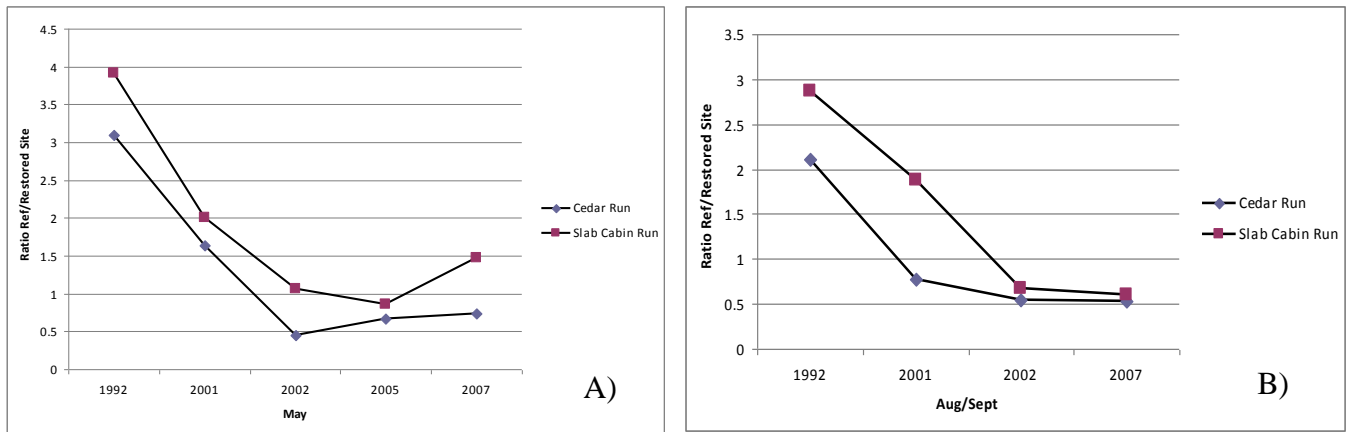 4.5
4
3.5
3
2.5
2
1.5
1
0.5
0
Ratio Ref/Restored Site
1992 2001 2002 2005 2007
May
Cedar Run
Slab Cabin Run
A)
3.5
3
2.5
2
1.5
1
0.5
0
Ratio Ref/Restored Site
1992 2001 2002 2007
Aug/Sept
Cedar Run
Slab Cabin Run
B)